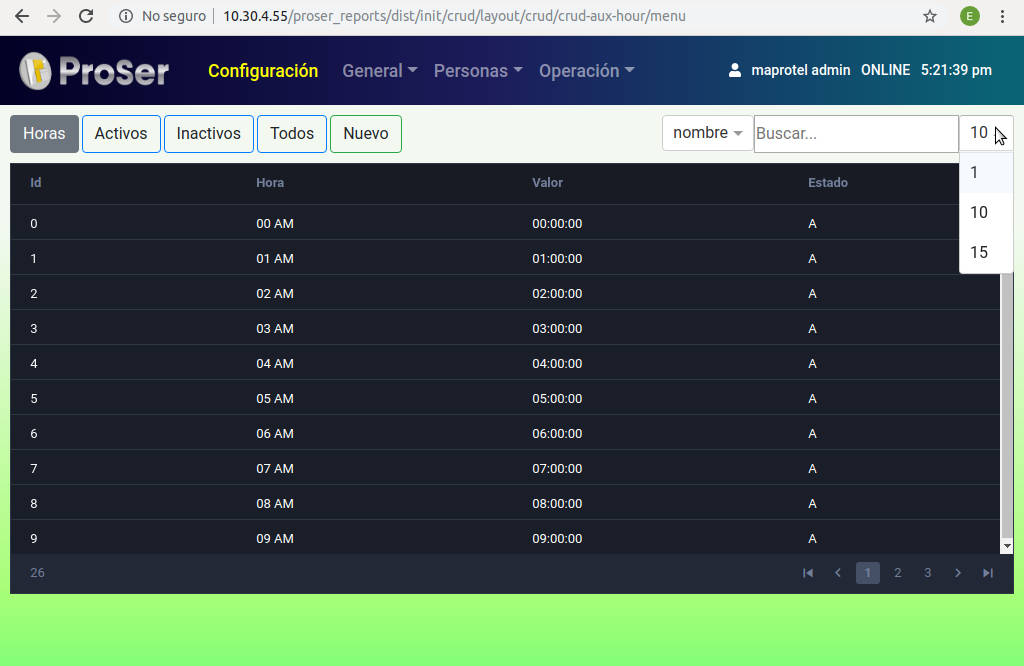 No seguro | 10.30.4.55/proser_reports/dist/init/crud/layout/crud/crud-aux-hour/menu E
ProSer Configuración General Personas Operación maprotel admin ONLINE 5:21:39 pm
Horas Activos Inactivos Todos Nuevo nombre Buscar... 10
1
10
15
Id Hora Valor Estado
0 00 AM 00:00:00 A
1 01 AM 01:00:00 A
2 02 AM 02:00:00 A
3 03 AM 03:00:00 A
4 04 AM 04:00:00 A
5 05 AM 05:00:00 A
6 06 AM 06:00:00 A
7 07 AM 07:00:00 A
8 08 AM 08:00:00 A
9 09 AM 09:00:00 A
26 1 2 3